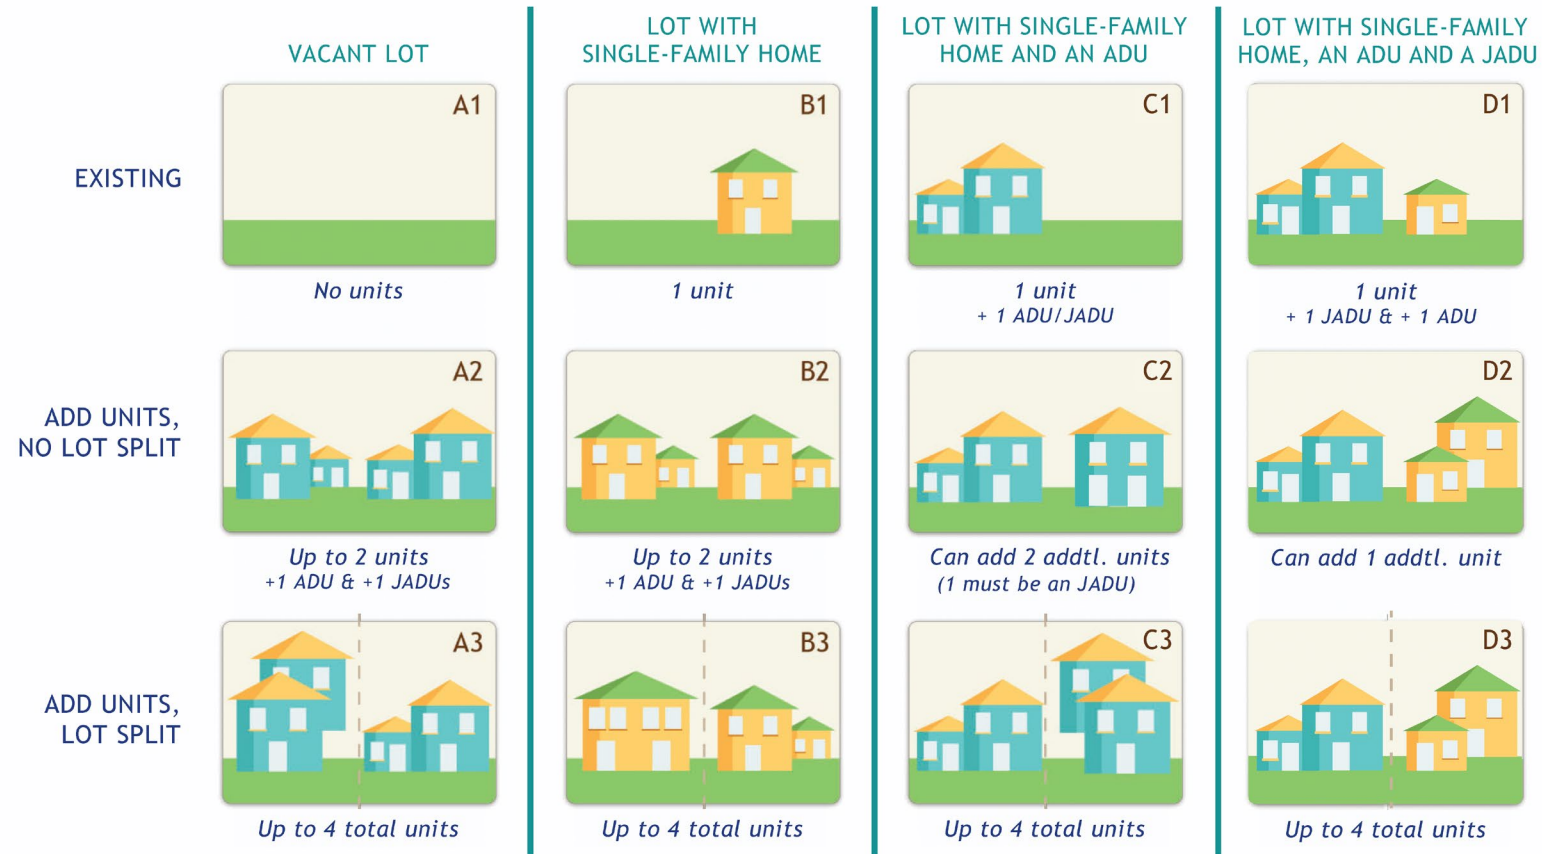 VACANT LOT
LOT WITH
SINGLE-FAMILY HOME
LOT WITH SINGLE-FAMILY
HOME AND AN ADU
LOT WITH SINGLE-FAMILY
HOME, AN ADU AND A JADU
EXISTING
A1
B1
C1
D1
No units
1 unit
1 unit
+ 1 ADU/JADU
1 unit
+ 1 JADU & + 1 ADU
ADD UNITS,
NO LOT SPLIT
A2
B2
C2
D2
Up to 2 units
+1 ADU & +1 JADUs
Up to 2 units
+1 ADU & +1 JADUs
Can add 2 addtl. units
(1 must be an JADU)
Can add 1 addtl. unit
ADD UNITS,
LOT SPLIT
A3
B3
C3
D3
Up to 4 total units
Up to 4 total units
Up to 4 total units
Up to 4 total units